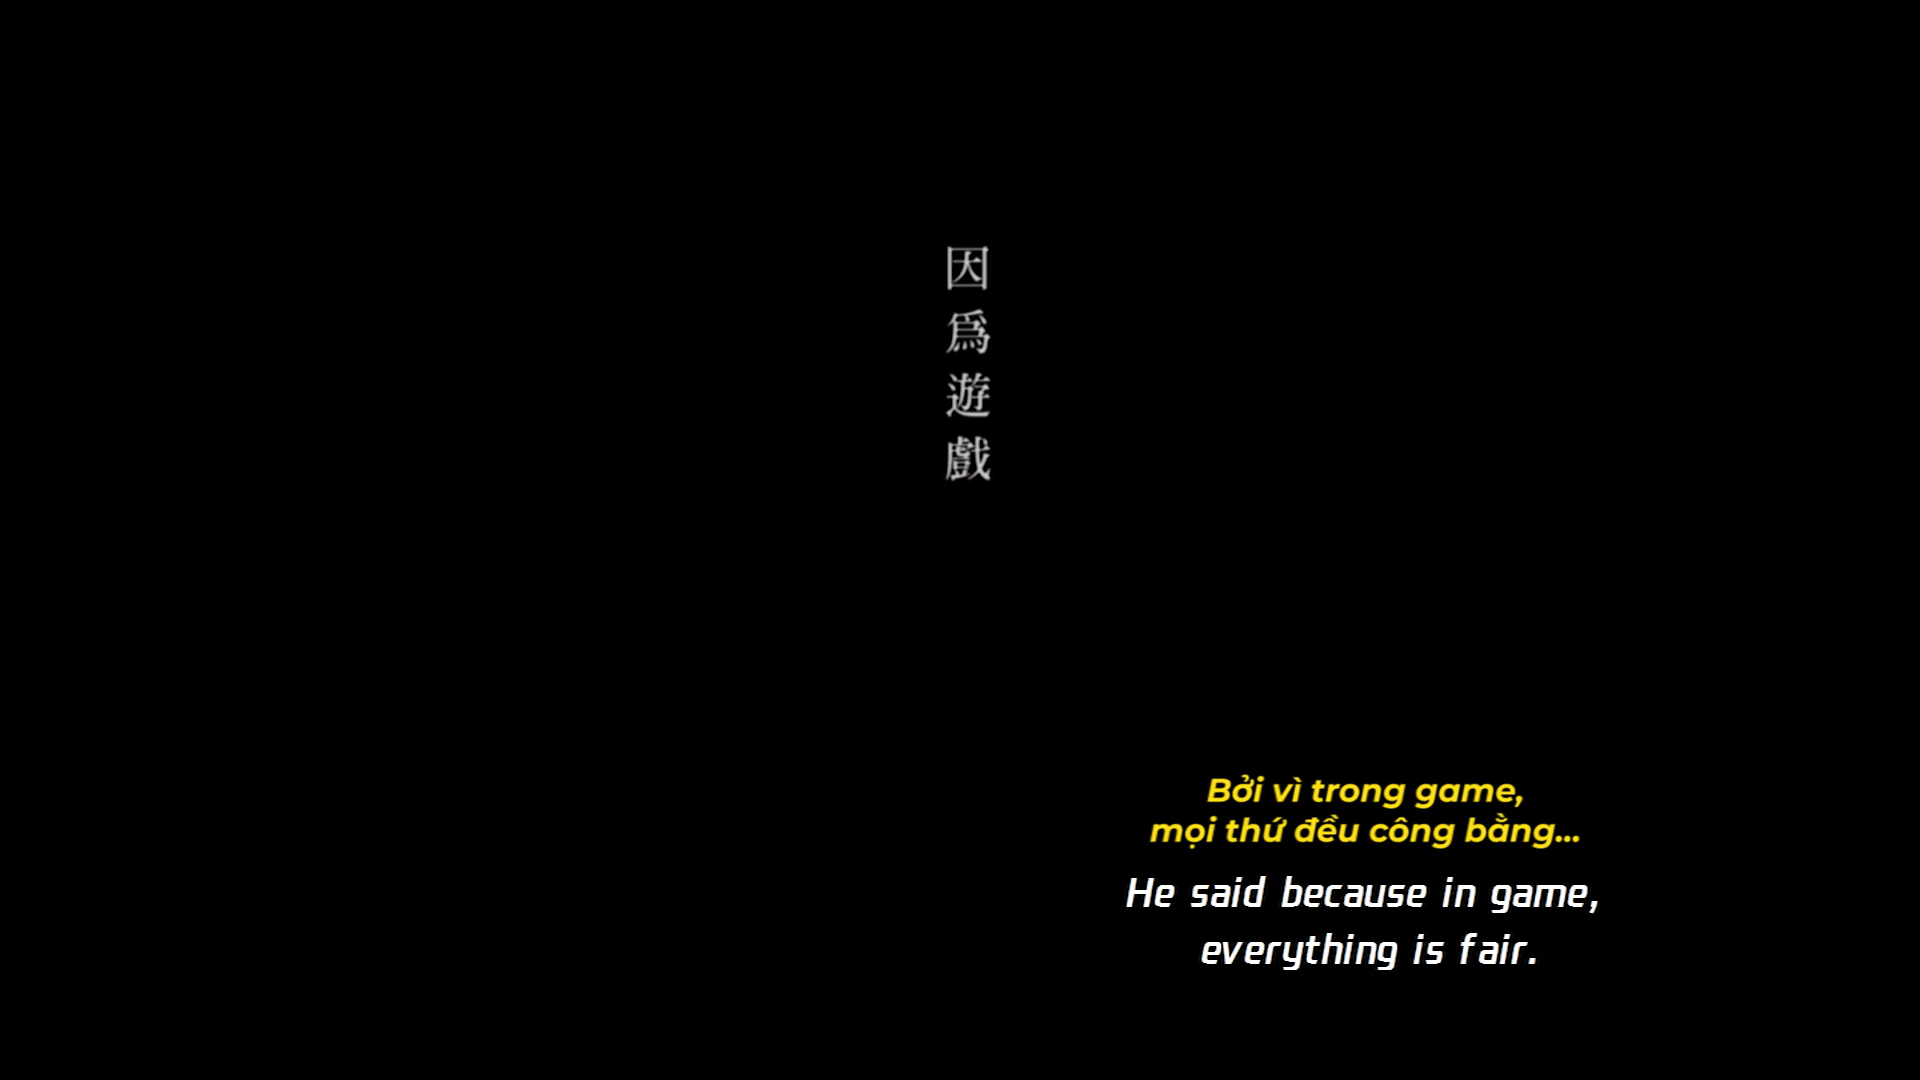 因爲遊戲
Bởi vì trong game,
mọi thứ đều công bằng...
He said because in game,
everything is fair.